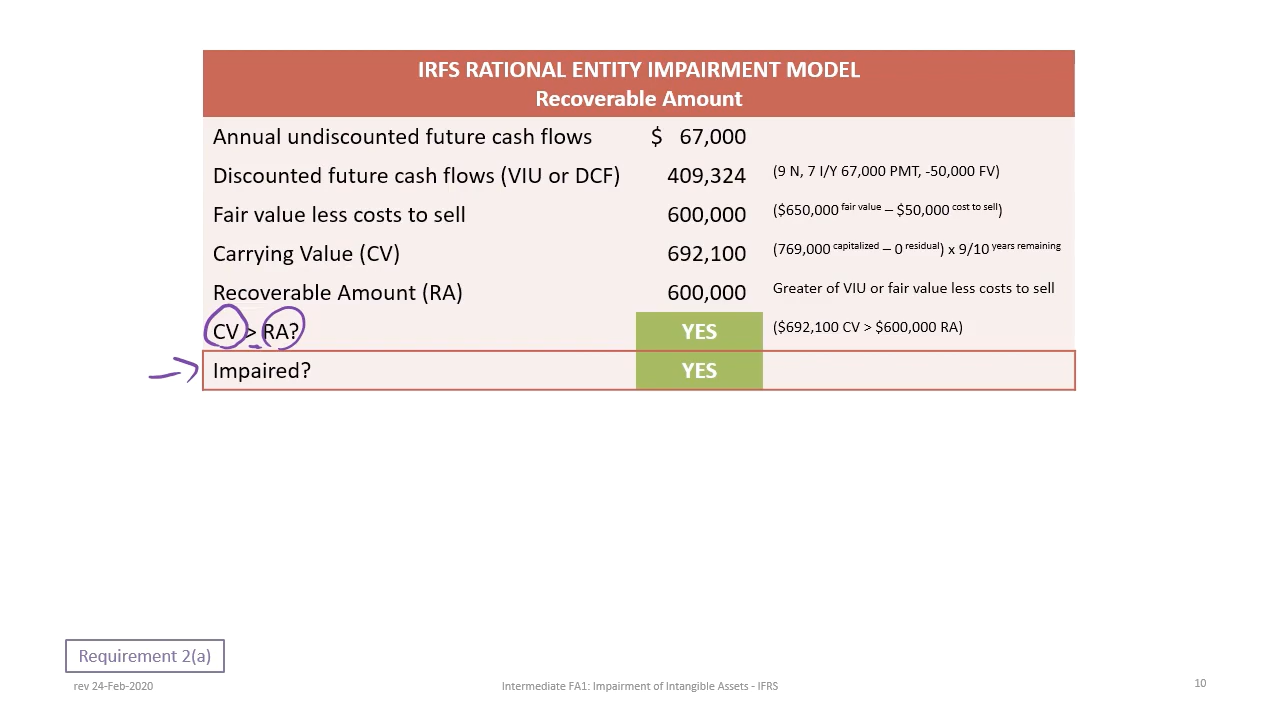 IRFS RATIONAL ENTITY IMPAIRMENT MODEL
Recoverable Amount
Annual undiscounted future cash flows $ 67,000
Discounted future cash flows (VIU or DCF) 409,324 (9 N, 7 I/Y 67,000 PMT, -50,000 FV)
Fair value less costs to sell 600,000 ($650,000 fair value – $50,000 cost to sell)
Carrying Value (CV) 692,100 (769,000 capitalized – 0 residual) x 9/10 years remaining
Recoverable Amount (RA) 600,000 Greater of VIU or fair value less costs to sell
CV > RA? YES ($692,100 CV > $600,000 RA)
Impaired? YES
Requirement 2(a)
rev 24-Feb-2020 Intermediate FA1: Impairment of Intangible Assets - IFRS 10